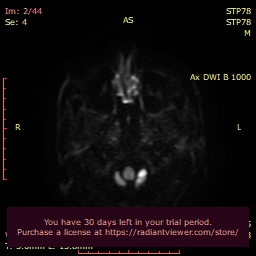 Im: 2/44
Se: 4
AS
STP78
STP78
M
Ax DWI B 1000
R
L
You have 30 days left in your trial period.
Purchase a license at https://radiantviewer.com/store/